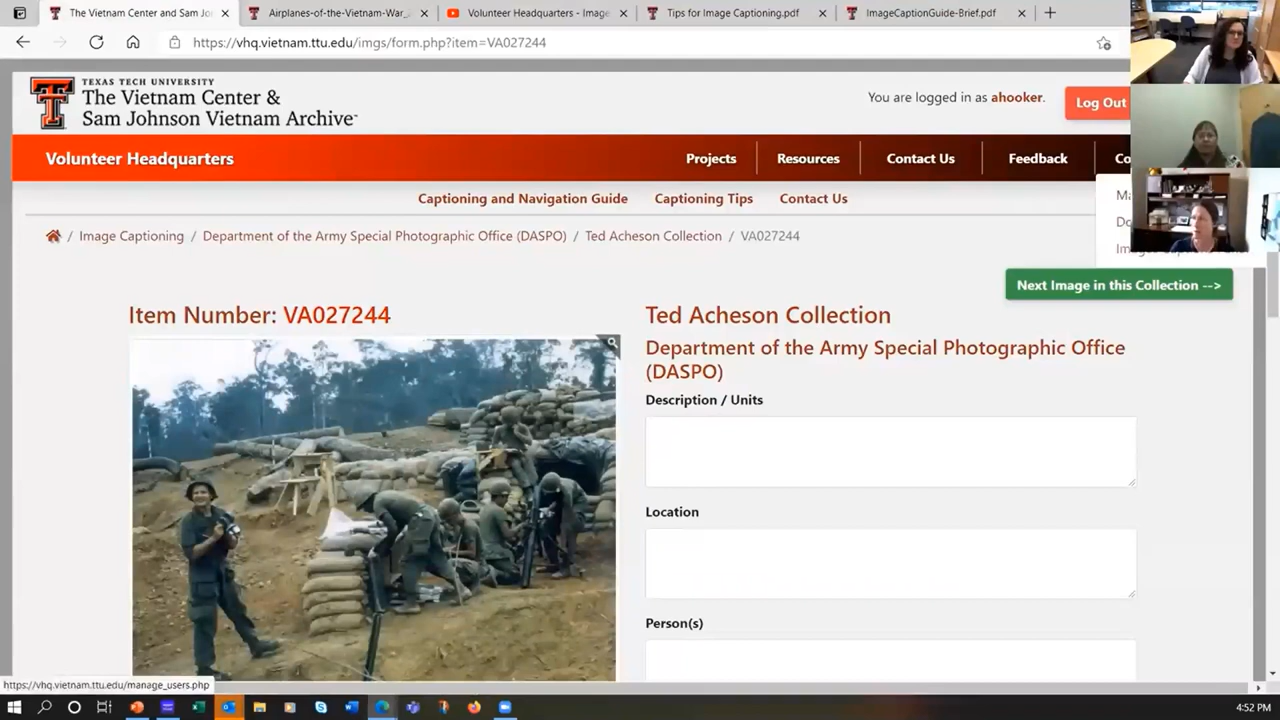 The Vietnam Center and Sam Jo
Airplanes-of-the-Vietnam-War_
Volunteer Headquarters - Image
Tips for Image Captioning.pdf
ImageCaptionGuide-Brief.pdf
https://vhq.vietnam.ttu.edu/imgs/form.php?item=VA027244
TEXAS TECH UNIVERSITY
The Vietnam Center &
Sam Johnson Vietnam Archive™
You are logged in as ahooker.
Log Out
Volunteer Headquarters
Projects
Resources
Contact Us
Feedback
Co
Captioning and Navigation Guide
Captioning Tips
Contact Us
Ma
Do
/ Image Captioning / Department of the Army Special Photographic Office (DASPO) / Ted Acheson Collection / VA027244
Next Image in this Collection -->
Item Number: VA027244
Ted Acheson Collection
Department of the Army Special Photographic Office
(DASPO)
Description / Units
Location
Person(s)
https://vhq.vietnam.ttu.edu/manage_users.php
4:52 PM